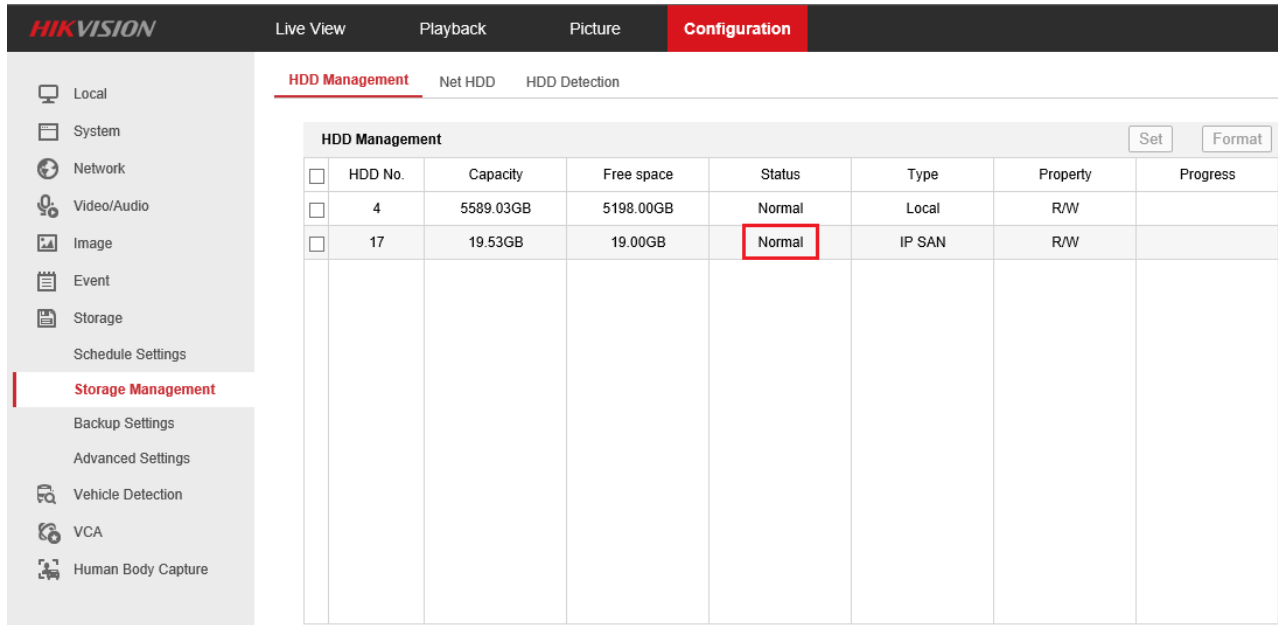 HIKVISION Live View Playback Picture Configuration
HDD Management Net HDD HDD Detection
Local
System
Network
Video/Audio
Image
Event
Storage
Schedule Settings
Storage Management
Backup Settings
Advanced Settings
Vehicle Detection
VCA
Human Body Capture
HDD Management Set Format
HDD No. Capacity Free space Status Type Property Progress
4 5589.03GB 5198.00GB Normal Local R/W
17 19.53GB 19.00GB Normal IP SAN R/W